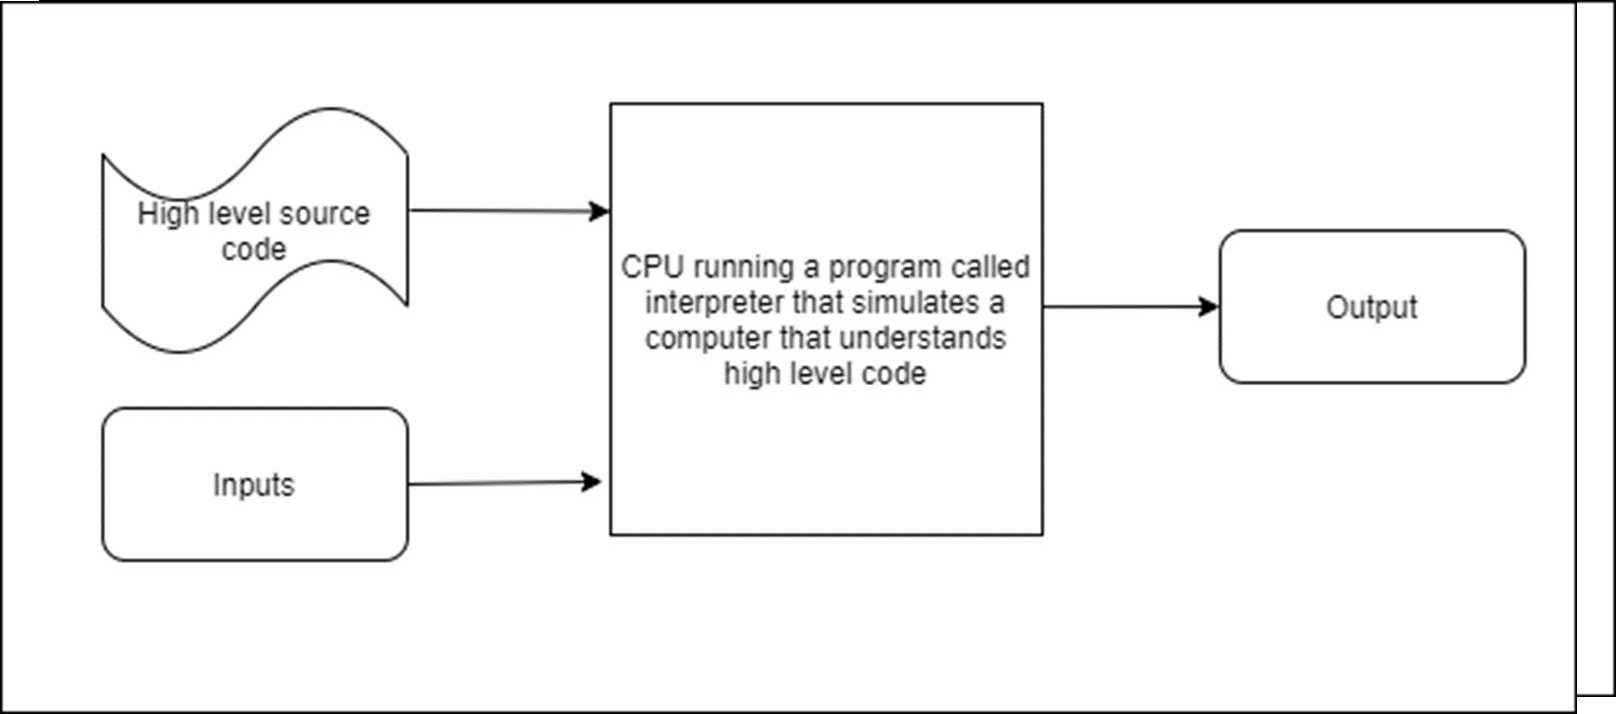 High level source
code
CPU running a program called
interpreter that simulates a
computer that understands
high level code
Output
Inputs